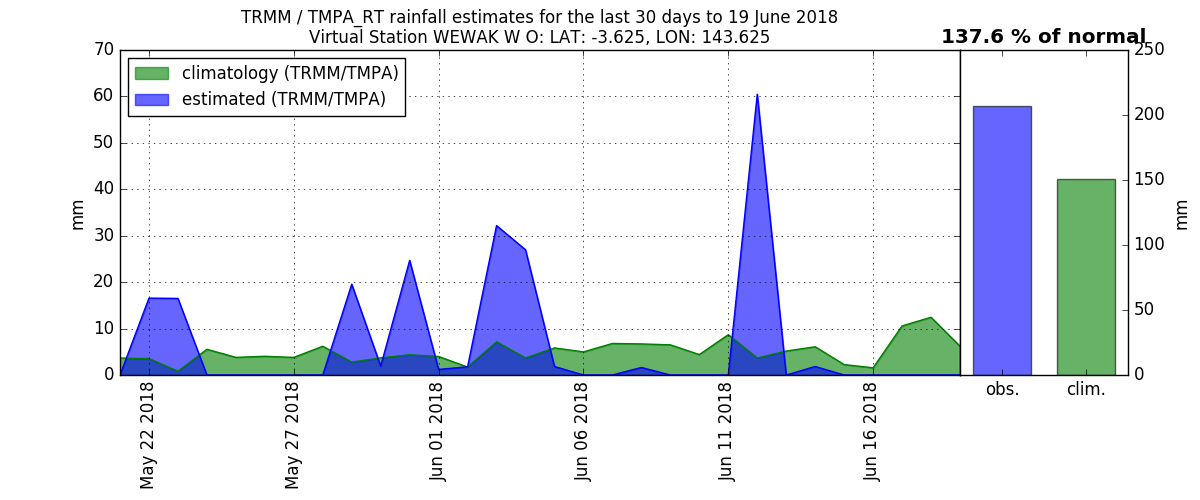 TRMM / TMPA_RT rainfall estimates for the last 30 days to 19 June 2018
Virtual Station WEWAK W O: LAT: -3.625, LON: 143.625
137.6 % of normal
climatology (TRMM/TMPA)
estimated (TRMM/TMPA)
70
60
50
40
30
20
10
0
mm
May 22 2018
May 27 2018
Jun 01 2018
Jun 06 2018
Jun 11 2018
Jun 16 2018
250
200
150
100
50
0
mm
obs.
clim.